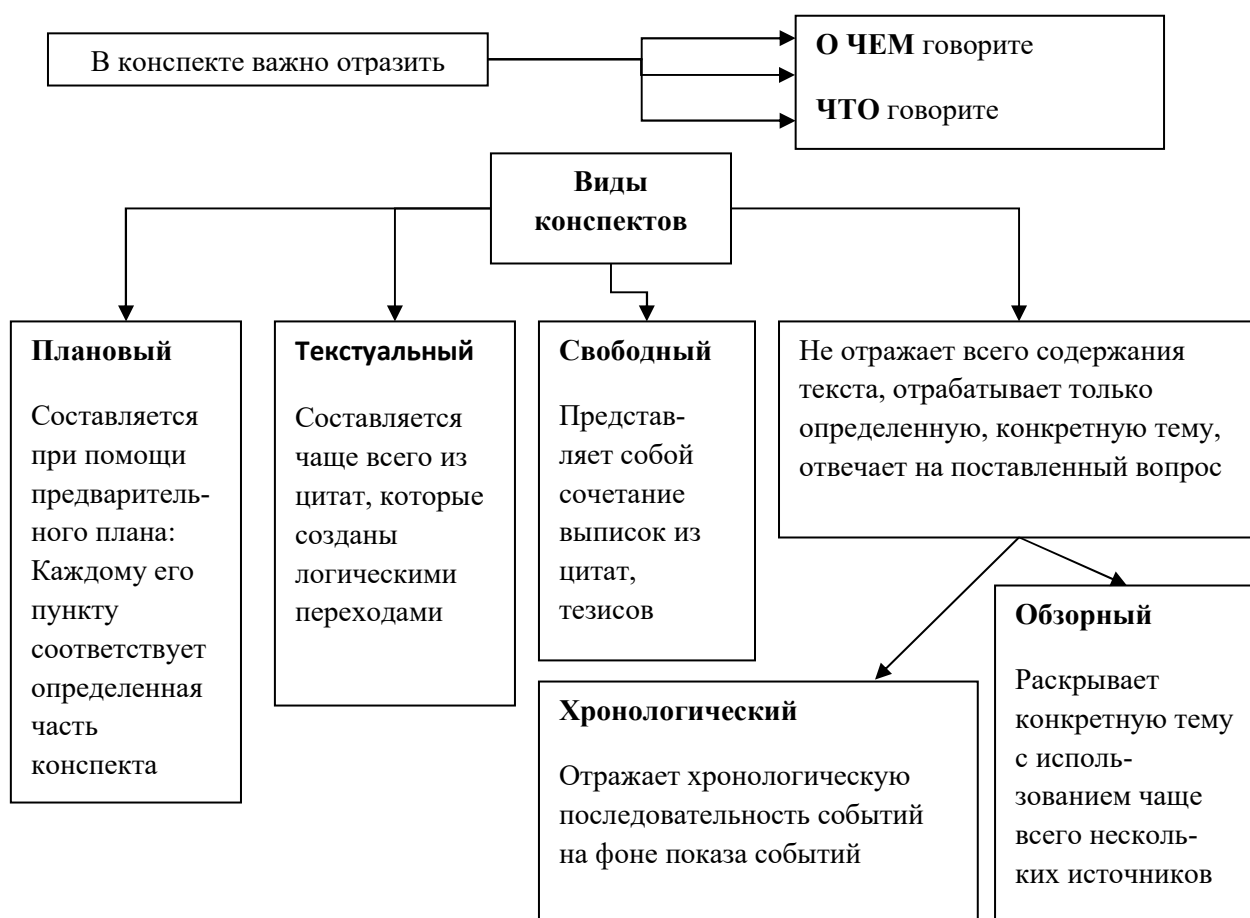 В конспекте важно отразить
О ЧЕМ говорите
ЧТО говорите
Виды
конспектов
Плановый
Составляется
при помощи
предваритель-
ного плана:
Каждому его
пункту
соответствует
определенная
часть
конспекта
Текстуальный
Составляется
чаще всего из
цитат, которые
созданы
логическими
переходами
Свободный
Представ-
ляет собой
сочетание
выписок из
цитат,
тезисов
Не отражает всего содержания
текста, отрабатывает только
определенную, конкретную тему,
отвечает на поставленный вопрос
Хронологический
Отражает хронологическую
последовательность событий
на фоне показа событий
Обзорный
Раскрывает
конкретную тему
с исполь-
зованием чаще
всего несколь-
ких источников